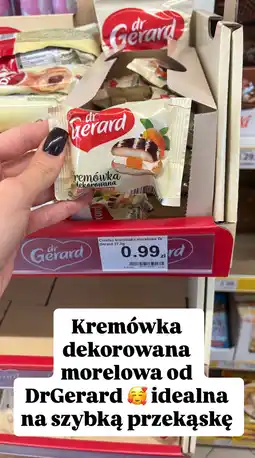 dr
Gerard
dr
Gerard
kremówka
dekorowana
dr
Gerard
0.99
zł
Kremówka
dekorowana
morelowa od
DrGerard 🥰 idealna
na szybką przekąskę